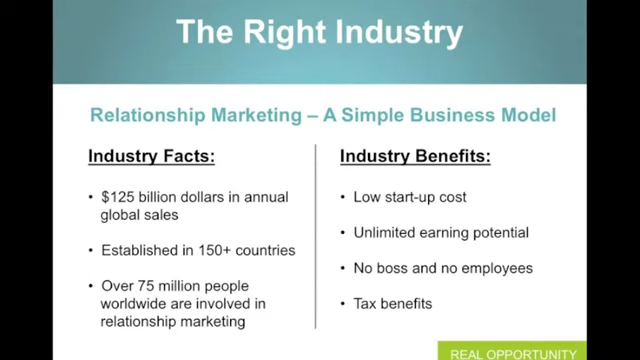 The Right Industry
Relationship Marketing – A Simple Business Model
Industry Facts:
• $125 billion dollars in annual
global sales
• Established in 150+ countries
• Over 75 million people
worldwide are involved in
relationship marketing
Industry Benefits:
• Low start-up cost
• Unlimited earning potential
• No boss and no employees
• Tax benefits
REAL OPPORTUNITY